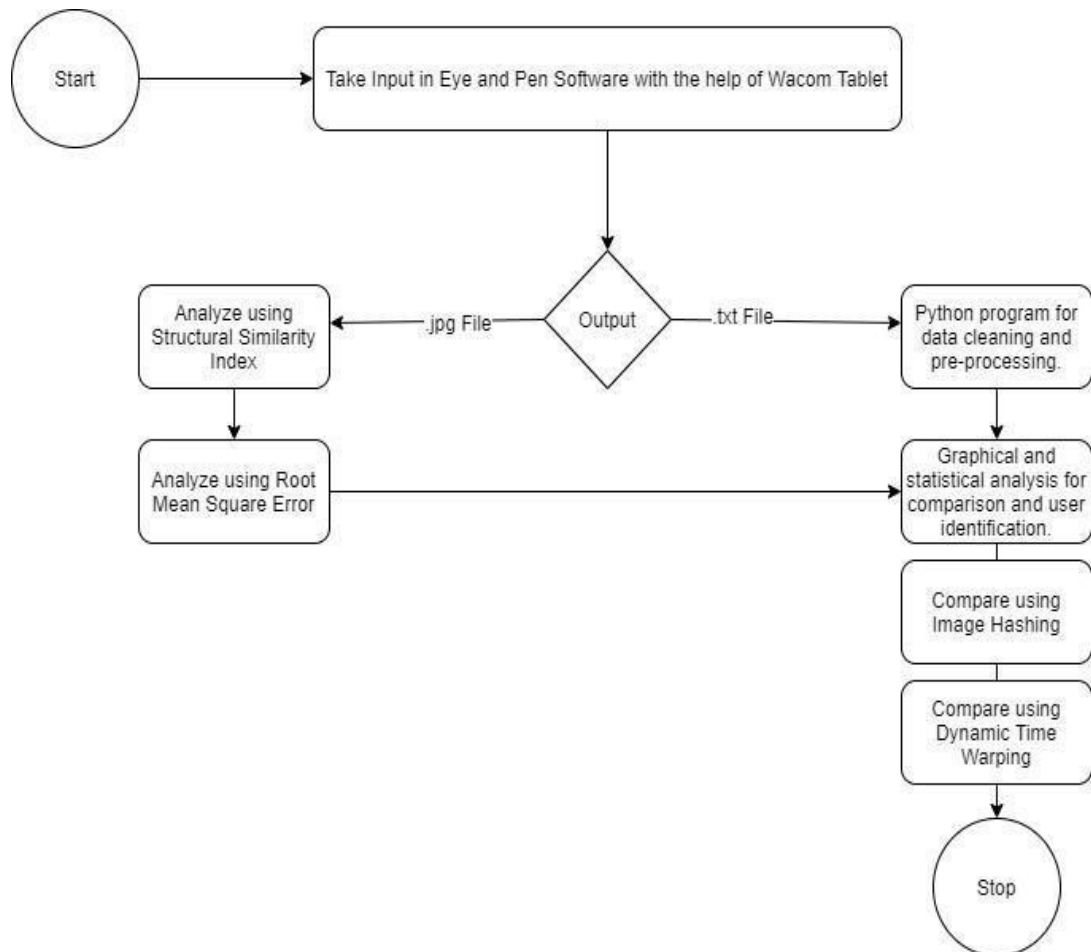 Start
Take Input in Eye and Pen Software with the help of Wacom Tablet
Output
.jpg File
.txt File
Analyze using
Structural Similarity
Index
Analyze using Root
Mean Square Error
Python program for
data cleaning and
pre-processing.
Graphical and
statistical analysis for
comparison and user
identification.
Compare using
Image Hashing
Compare using
Dynamic Time
Warping
Stop